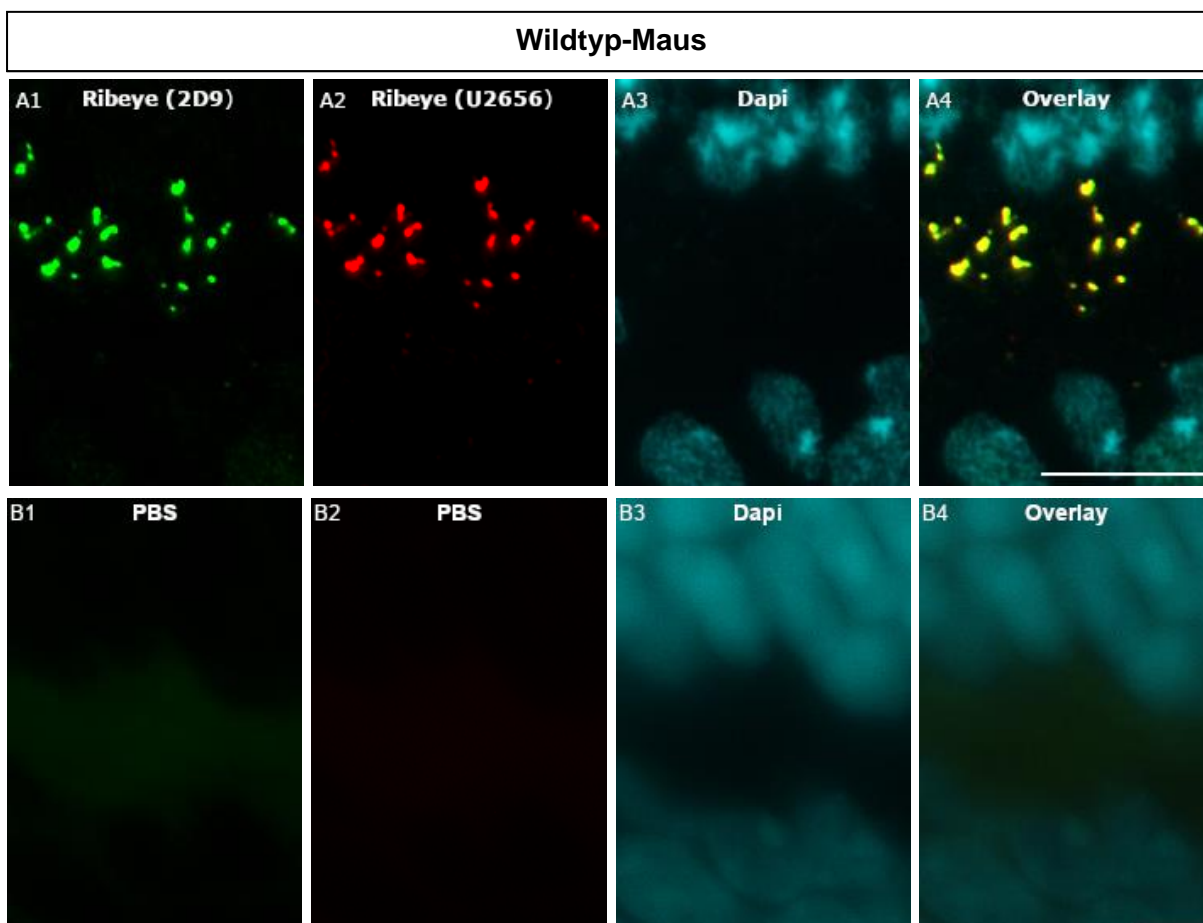 Wildtyp-Maus
A1 Ribeye (2D9)
A2 Ribeye (U2656)
A3 Dapi
A4 Overlay
B1 PBS
B2 PBS
B3 Dapi
B4 Overlay